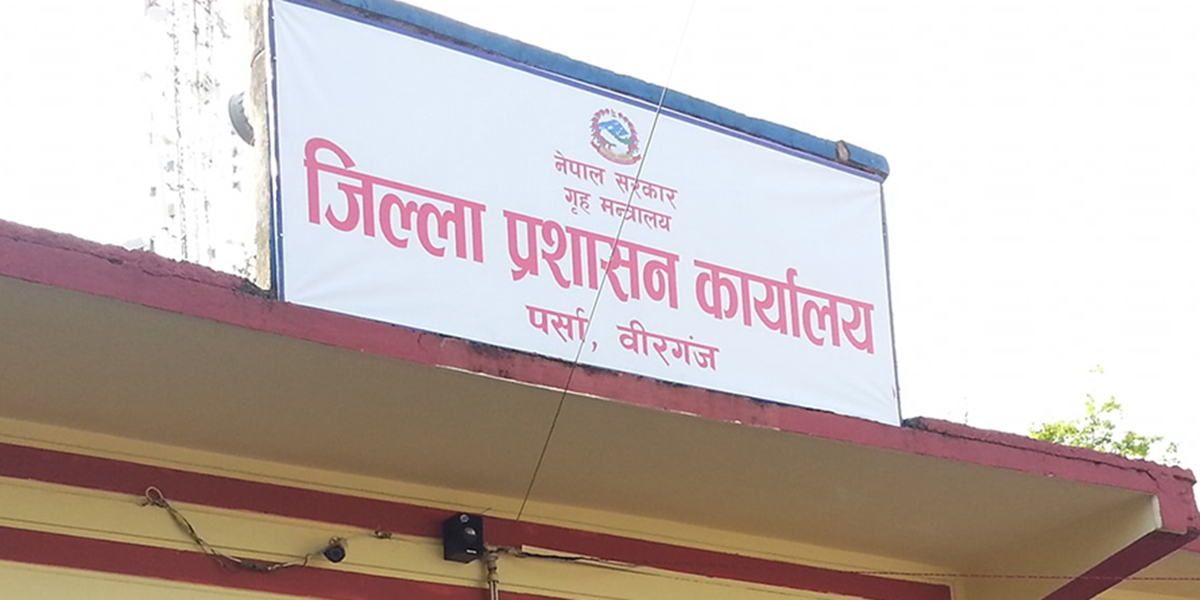 नेपाल सरकार
गृह मन्त्रालय
जिल्ला प्रशासन कार्यालय
पर्सा, वीरगंज